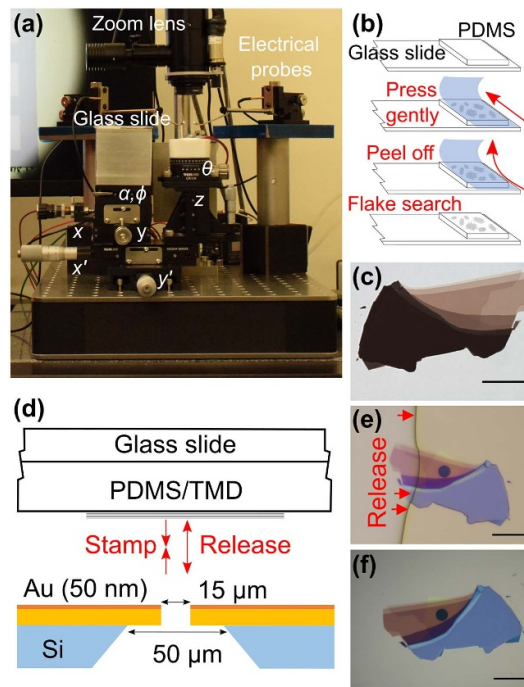 (a)
Zoom lens
Electrical
probes
Glass slide
θ
α,ϕ
z
x
y
x'
y'
(b)
PDMS
Glass slide
Press
gently
Peel off
Flake search
(c)
(d)
Glass slide
PDMS/TMD
Stamp
Release
Au (50 nm)
15 μm
Si
50 μm
(e)
Release
(f)